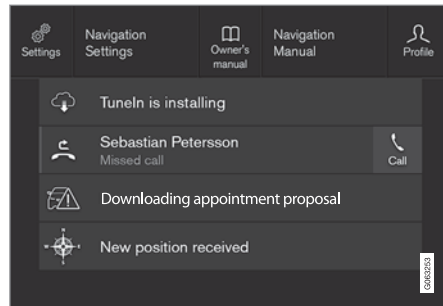 Settings
Navigation
Settings
Owner's
manual
Navigation
Manual
Profile
TuneIn is installing
Sebastian Petersson
Missed call
Call
Downloading appointment proposal
New position received
G063253